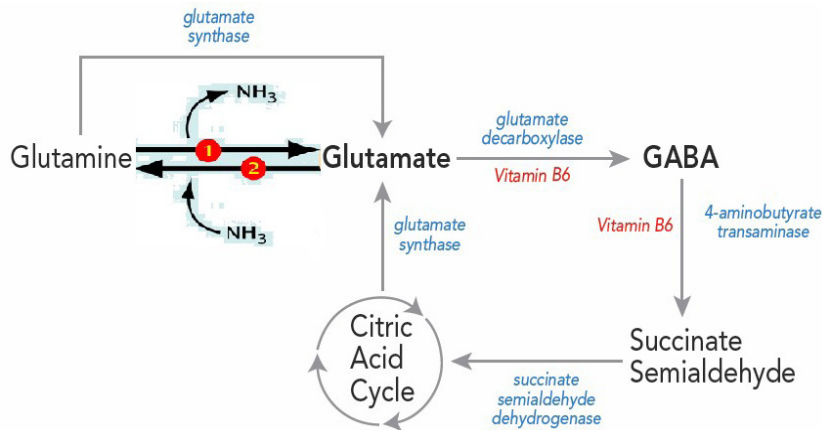 glutamate
synthase
NH3
1
Glutamine
Glutamate
2
NH3
glutamate
decarboxylase
Vitamin B6
GABA
glutamate
synthase
Vitamin B6
4-aminobutyrate
transaminase
Citric
Acid
Cycle
Succinate
Semialdehyde
succinate
semialdehyde
dehydrogenase